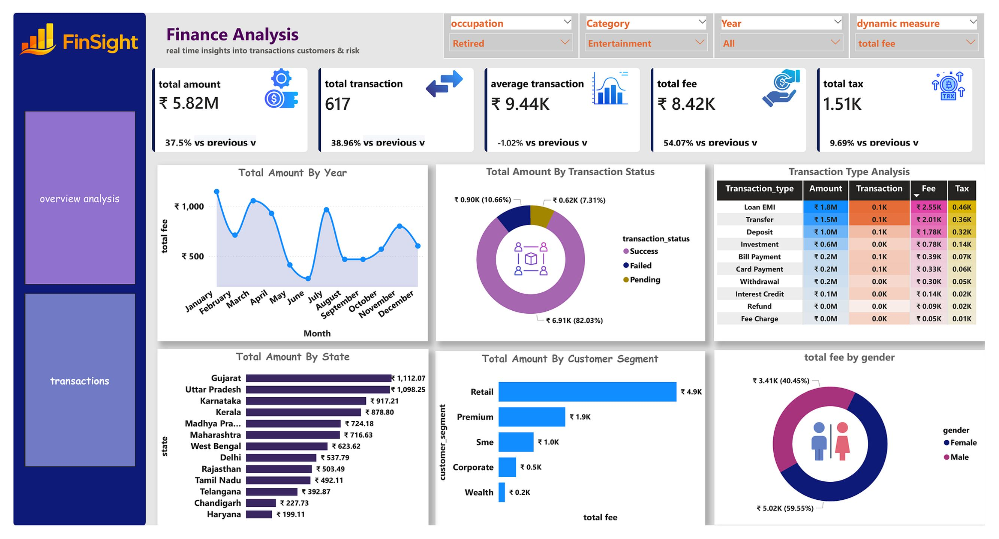 FinSight
Finance Analysis
real time insights into transactions customers & risk
occupation
Retired
Category
Entertainment
Year
All
dynamic measure
total fee
overview analysis
transactions
total amount
₹ 5.82M
37.5% vs previous y
total transaction
617
38.96% vs previous y
average transaction
₹ 9.44K
-1.02% vs previous y
total fee
₹ 8.42K
54.07% vs previous y
total tax
1.51K
9.69% vs previous y
TAX
Total Amount By Year
total fee
₹ 1,000
₹ 500
January
February
March
April
May
June
July
August
September
October
November
December
Month
Total Amount By Transaction Status
₹ 0.90K (10.66%)
₹ 0.62K (7.31%)
₹ 6.91K (82.03%)
transaction_status
Success
Failed
Pending
Transaction Type Analysis
Transaction_type Amount Transaction Fee Tax
Loan EMI ₹ 1.8M 0.1K ₹ 2.55K 0.46K
Transfer ₹ 1.5M 0.1K ₹ 2.01K 0.36K
Deposit ₹ 1.0M 0.1K ₹ 1.78K 0.32K
Investment ₹ 0.6M 0.0K ₹ 0.78K 0.14K
Bill Payment ₹ 0.2M 0.1K ₹ 0.39K 0.07K
Card Payment ₹ 0.2M 0.1K ₹ 0.33K 0.06K
Withdrawal ₹ 0.2M 0.0K ₹ 0.30K 0.05K
Interest Credit ₹ 0.1M 0.0K ₹ 0.14K 0.02K
Refund ₹ 0.0M 0.0K ₹ 0.09K 0.02K
Fee Charge ₹ 0.0M 0.0K ₹ 0.05K 0.01K
Total Amount By State
state
Gujarat ₹ 1,112.07
Uttar Pradesh ₹ 1,098.25
Karnataka ₹ 917.21
Kerala ₹ 878.80
Madhya Pra... ₹ 724.18
Maharashtra ₹ 716.63
West Bengal ₹ 623.62
Delhi ₹ 537.79
Rajasthan ₹ 503.49
Tamil Nadu ₹ 492.11
Telangana ₹ 392.87
Chandigarh ₹ 227.73
Haryana ₹ 199.11
Total Amount By Customer Segment
customer_segment
Retail ₹ 4.9K
Premium ₹ 1.9K
Sme ₹ 1.0K
Corporate ₹ 0.5K
Wealth ₹ 0.2K
total fee
total fee by gender
₹ 3.41K (40.45%)
₹ 5.02K (59.55%)
gender
Female
Male